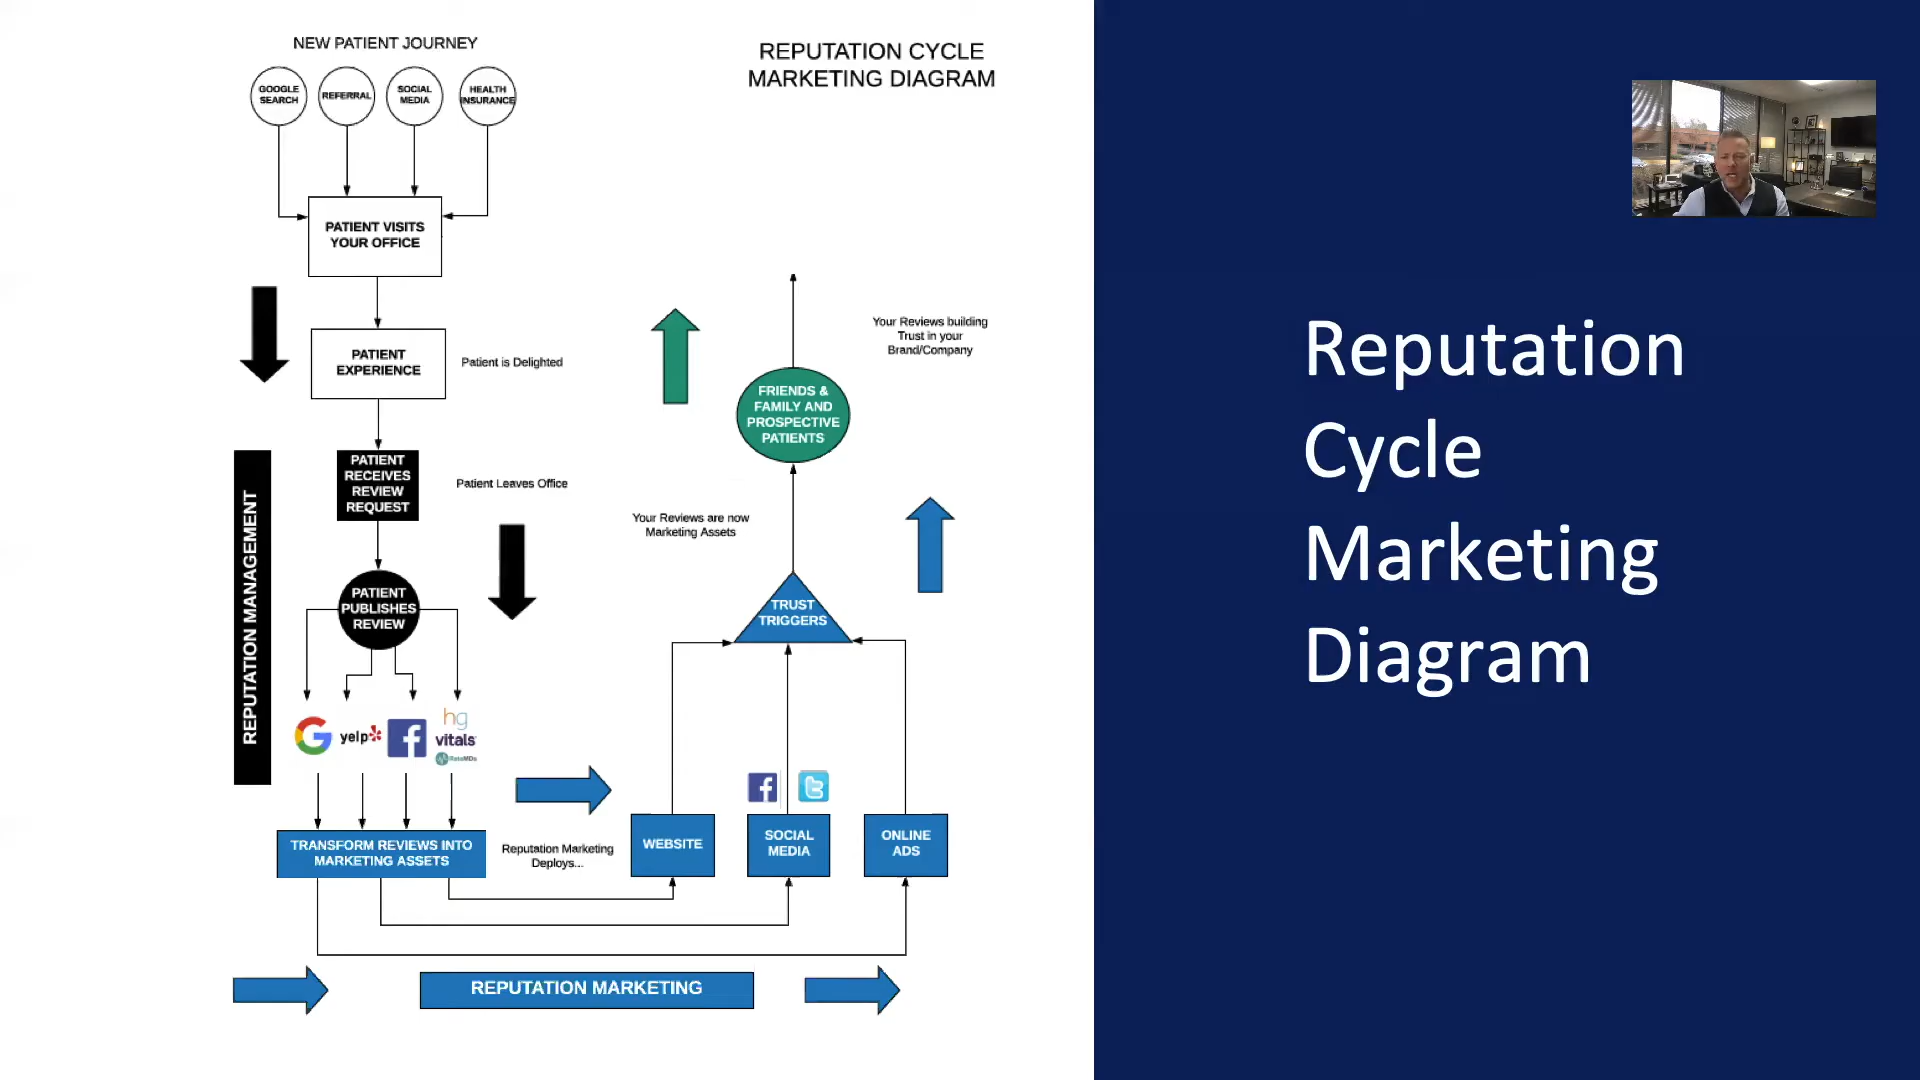 NEW PATIENT JOURNEY
GOOGLE
SEARCH
REFERRAL
SOCIAL
MEDIA
HEALTH
INSURANCE
REPUTATION CYCLE
MARKETING DIAGRAM
PATIENT VISITS
YOUR OFFICE
PATIENT
EXPERIENCE
Patient is Delighted
PATIENT
RECEIVES
REVIEW
REQUEST
Patient Leaves Office
REPUTATION MANAGEMENT
PATIENT
PUBLISHES
REVIEW
G
yelp
f
hg
vitals
RateMDs
TRANSFORM REVIEWS INTO
MARKETING ASSETS
Reputation Marketing
Deploys...
WEBSITE
f
t
SOCIAL
MEDIA
ONLINE
ADS
TRUST
TRIGGERS
Your Reviews are now
Marketing Assets
FRIENDS &
FAMILY AND
PROSPECTIVE
PATIENTS
Your Reviews building
Trust in your
Brand/Company
REPUTATION MARKETING
Reputation
Cycle
Marketing
Diagram